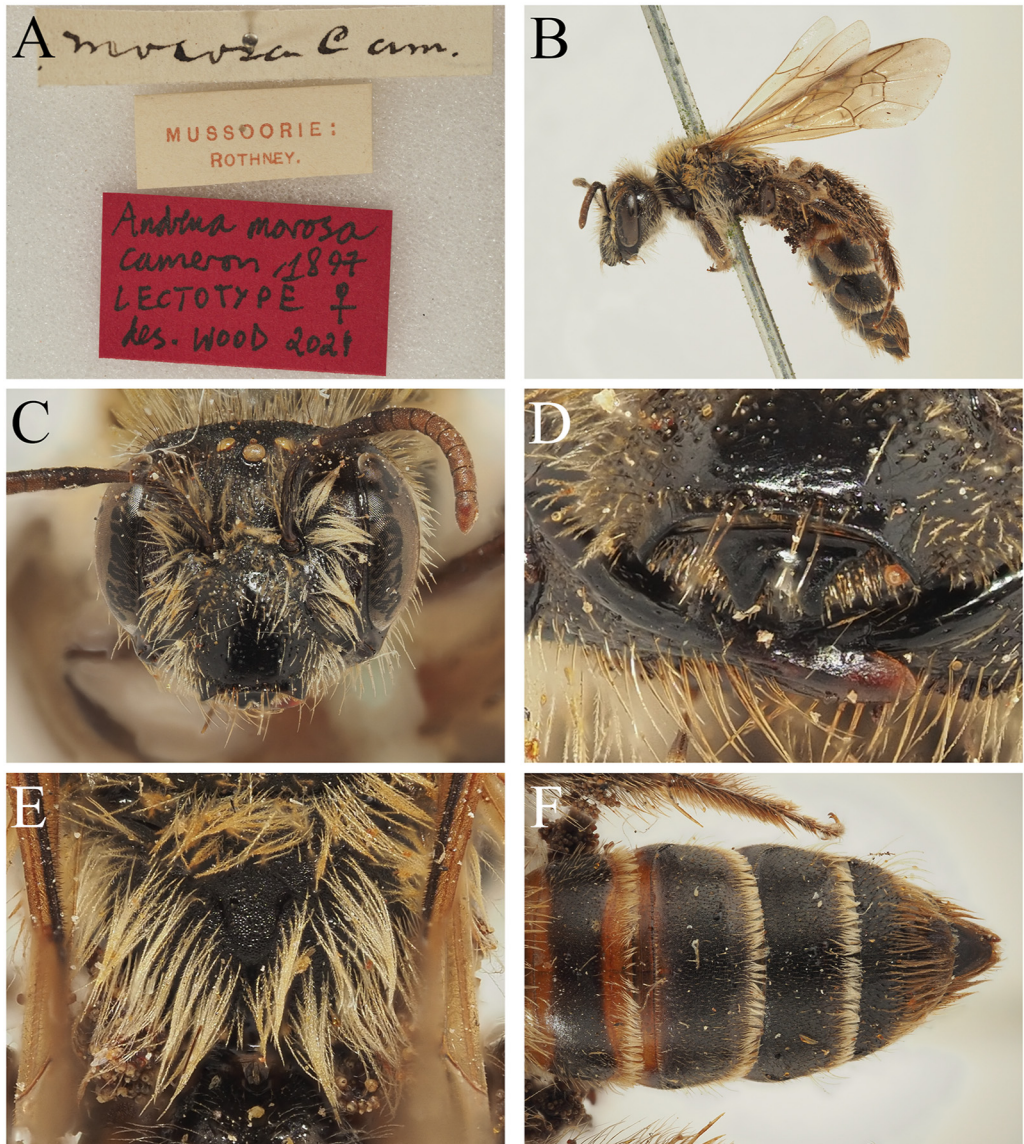 A
morosa Cam.
MUSSOORIE:
ROTHNEY.
Andrena morosa
Cameron, 1897
LECTOTYPE ♀
des. WOOD 2021
B
C
D
E
F